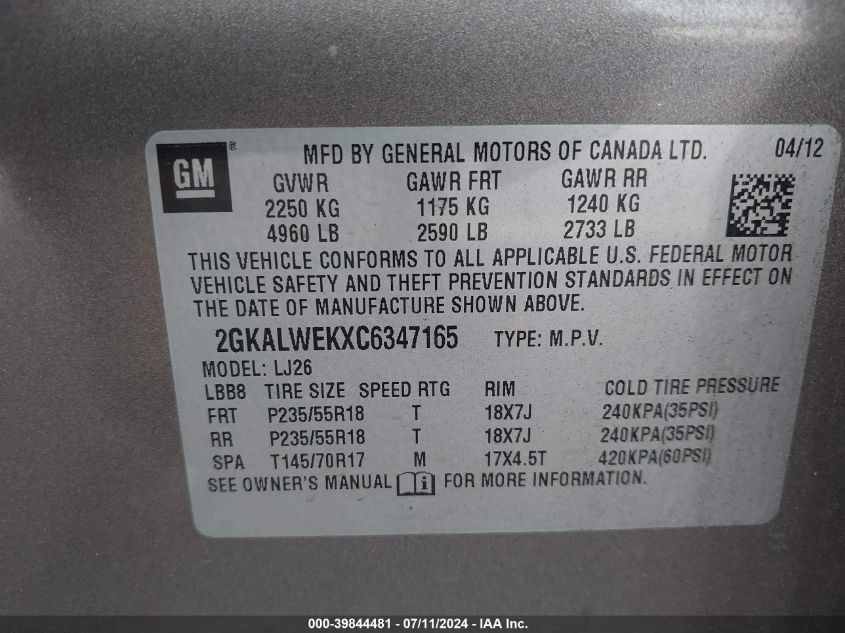 GM ® MFD BY GENERAL MOTORS OF CANADA LTD. 04/12
GVWR GAWR FRT GAWR RR
2250 KG 1175 KG 1240 KG
4960 LB 2590 LB 2733 LB
THIS VEHICLE CONFORMS TO ALL APPLICABLE U.S. FEDERAL MOTOR
VEHICLE SAFETY AND THEFT PREVENTION STANDARDS IN EFFECT ON
THE DATE OF MANUFACTURE SHOWN ABOVE.
2GKALWEKXC6347165 TYPE: M.P.V.
MODEL: LJ26
LBB8 TIRE SIZE SPEED RTG RIM COLD TIRE PRESSURE
FRT P235/55R18 T 18X7J 240KPA(35PSI)
RR P235/55R18 T 18X7J 240KPA(35PSI)
SPA T145/70R17 M 17X4.5T 420KPA(60PSI)
SEE OWNER'S MANUAL i FOR MORE INFORMATION.
000-39844481 - 07/11/2024 - IAA Inc.